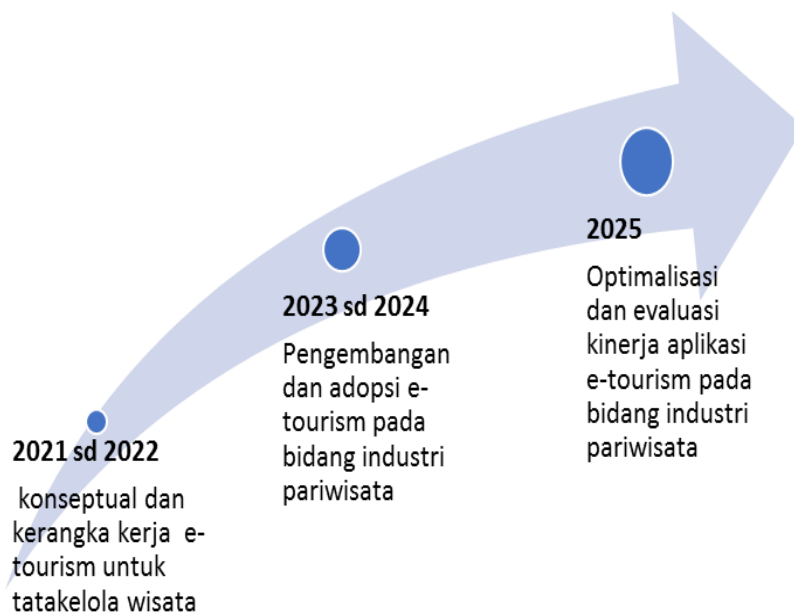 2021 sd 2022
konseptual dan
kerangka kerja e-
tourism untuk
tatakelola wisata
2023 sd 2024
Pengembangan
dan adopsi e-
tourism pada
bidang industri
pariwisata
2025
Optimalisasi
dan evaluasi
kinerja aplikasi
e-tourism pada
bidang industri
pariwisata